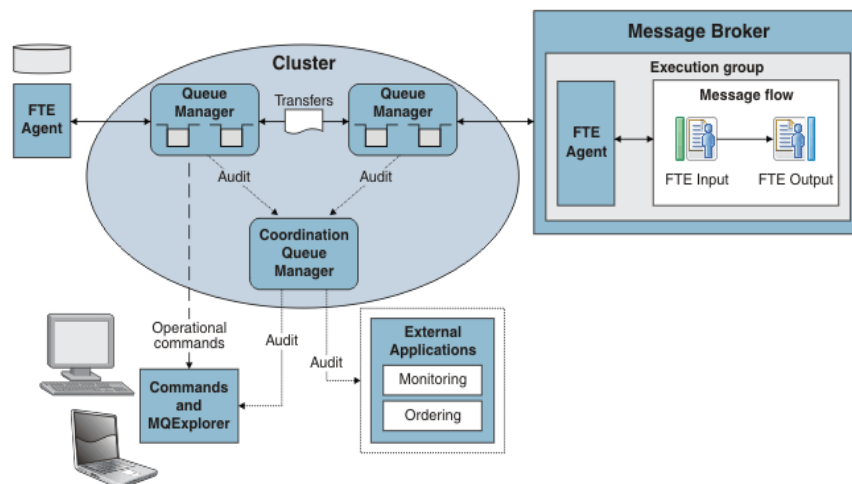 Message Broker
Cluster
Execution group
Queue
Manager
Transfers
Queue
Manager
Message flow
FTE
Agent
FTE
Agent
FTE Input
FTE Output
Audit
Audit
Coordination
Queue
Manager
Operational
commands
Audit
Audit
External
Applications
Monitoring
Ordering
Commands
and
MQExplorer